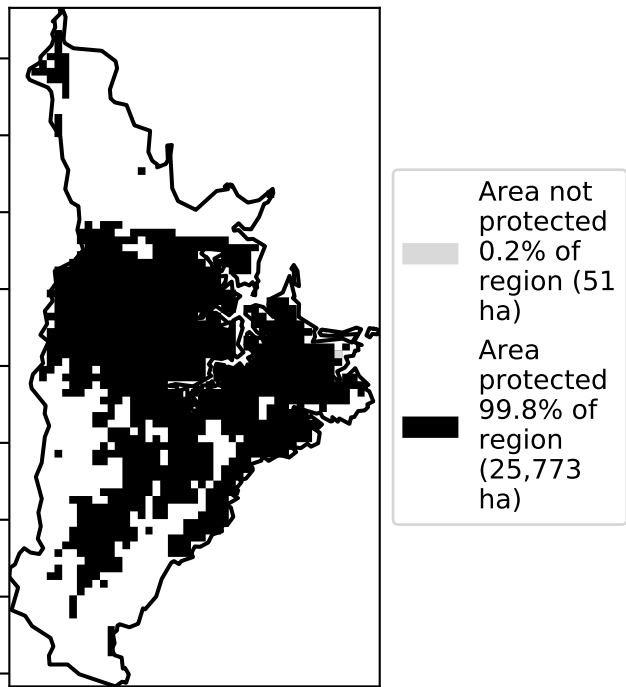 Area not
protected
0.2% of
region (51
ha)
Area
protected
99.8% of
region
(25,773
ha)